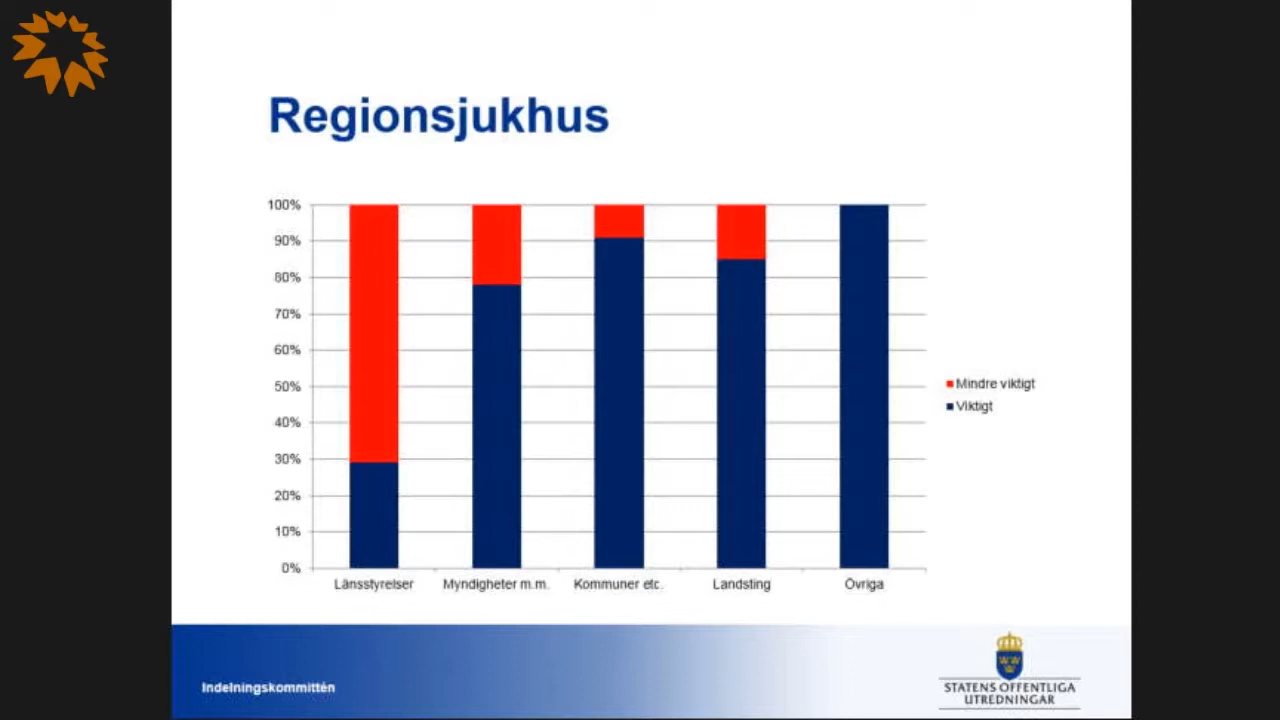 Regionsjukhus
100%
90%
80%
70%
60%
50%
40%
30%
20%
10%
0%
Länsstyrelser
Myndigheter m.m.
Kommuner etc.
Landsting
Övriga
Mindre viktigt
Viktigt
Indelningskommittén
STATENS OFFENTLIGA
UTREDNINGAR